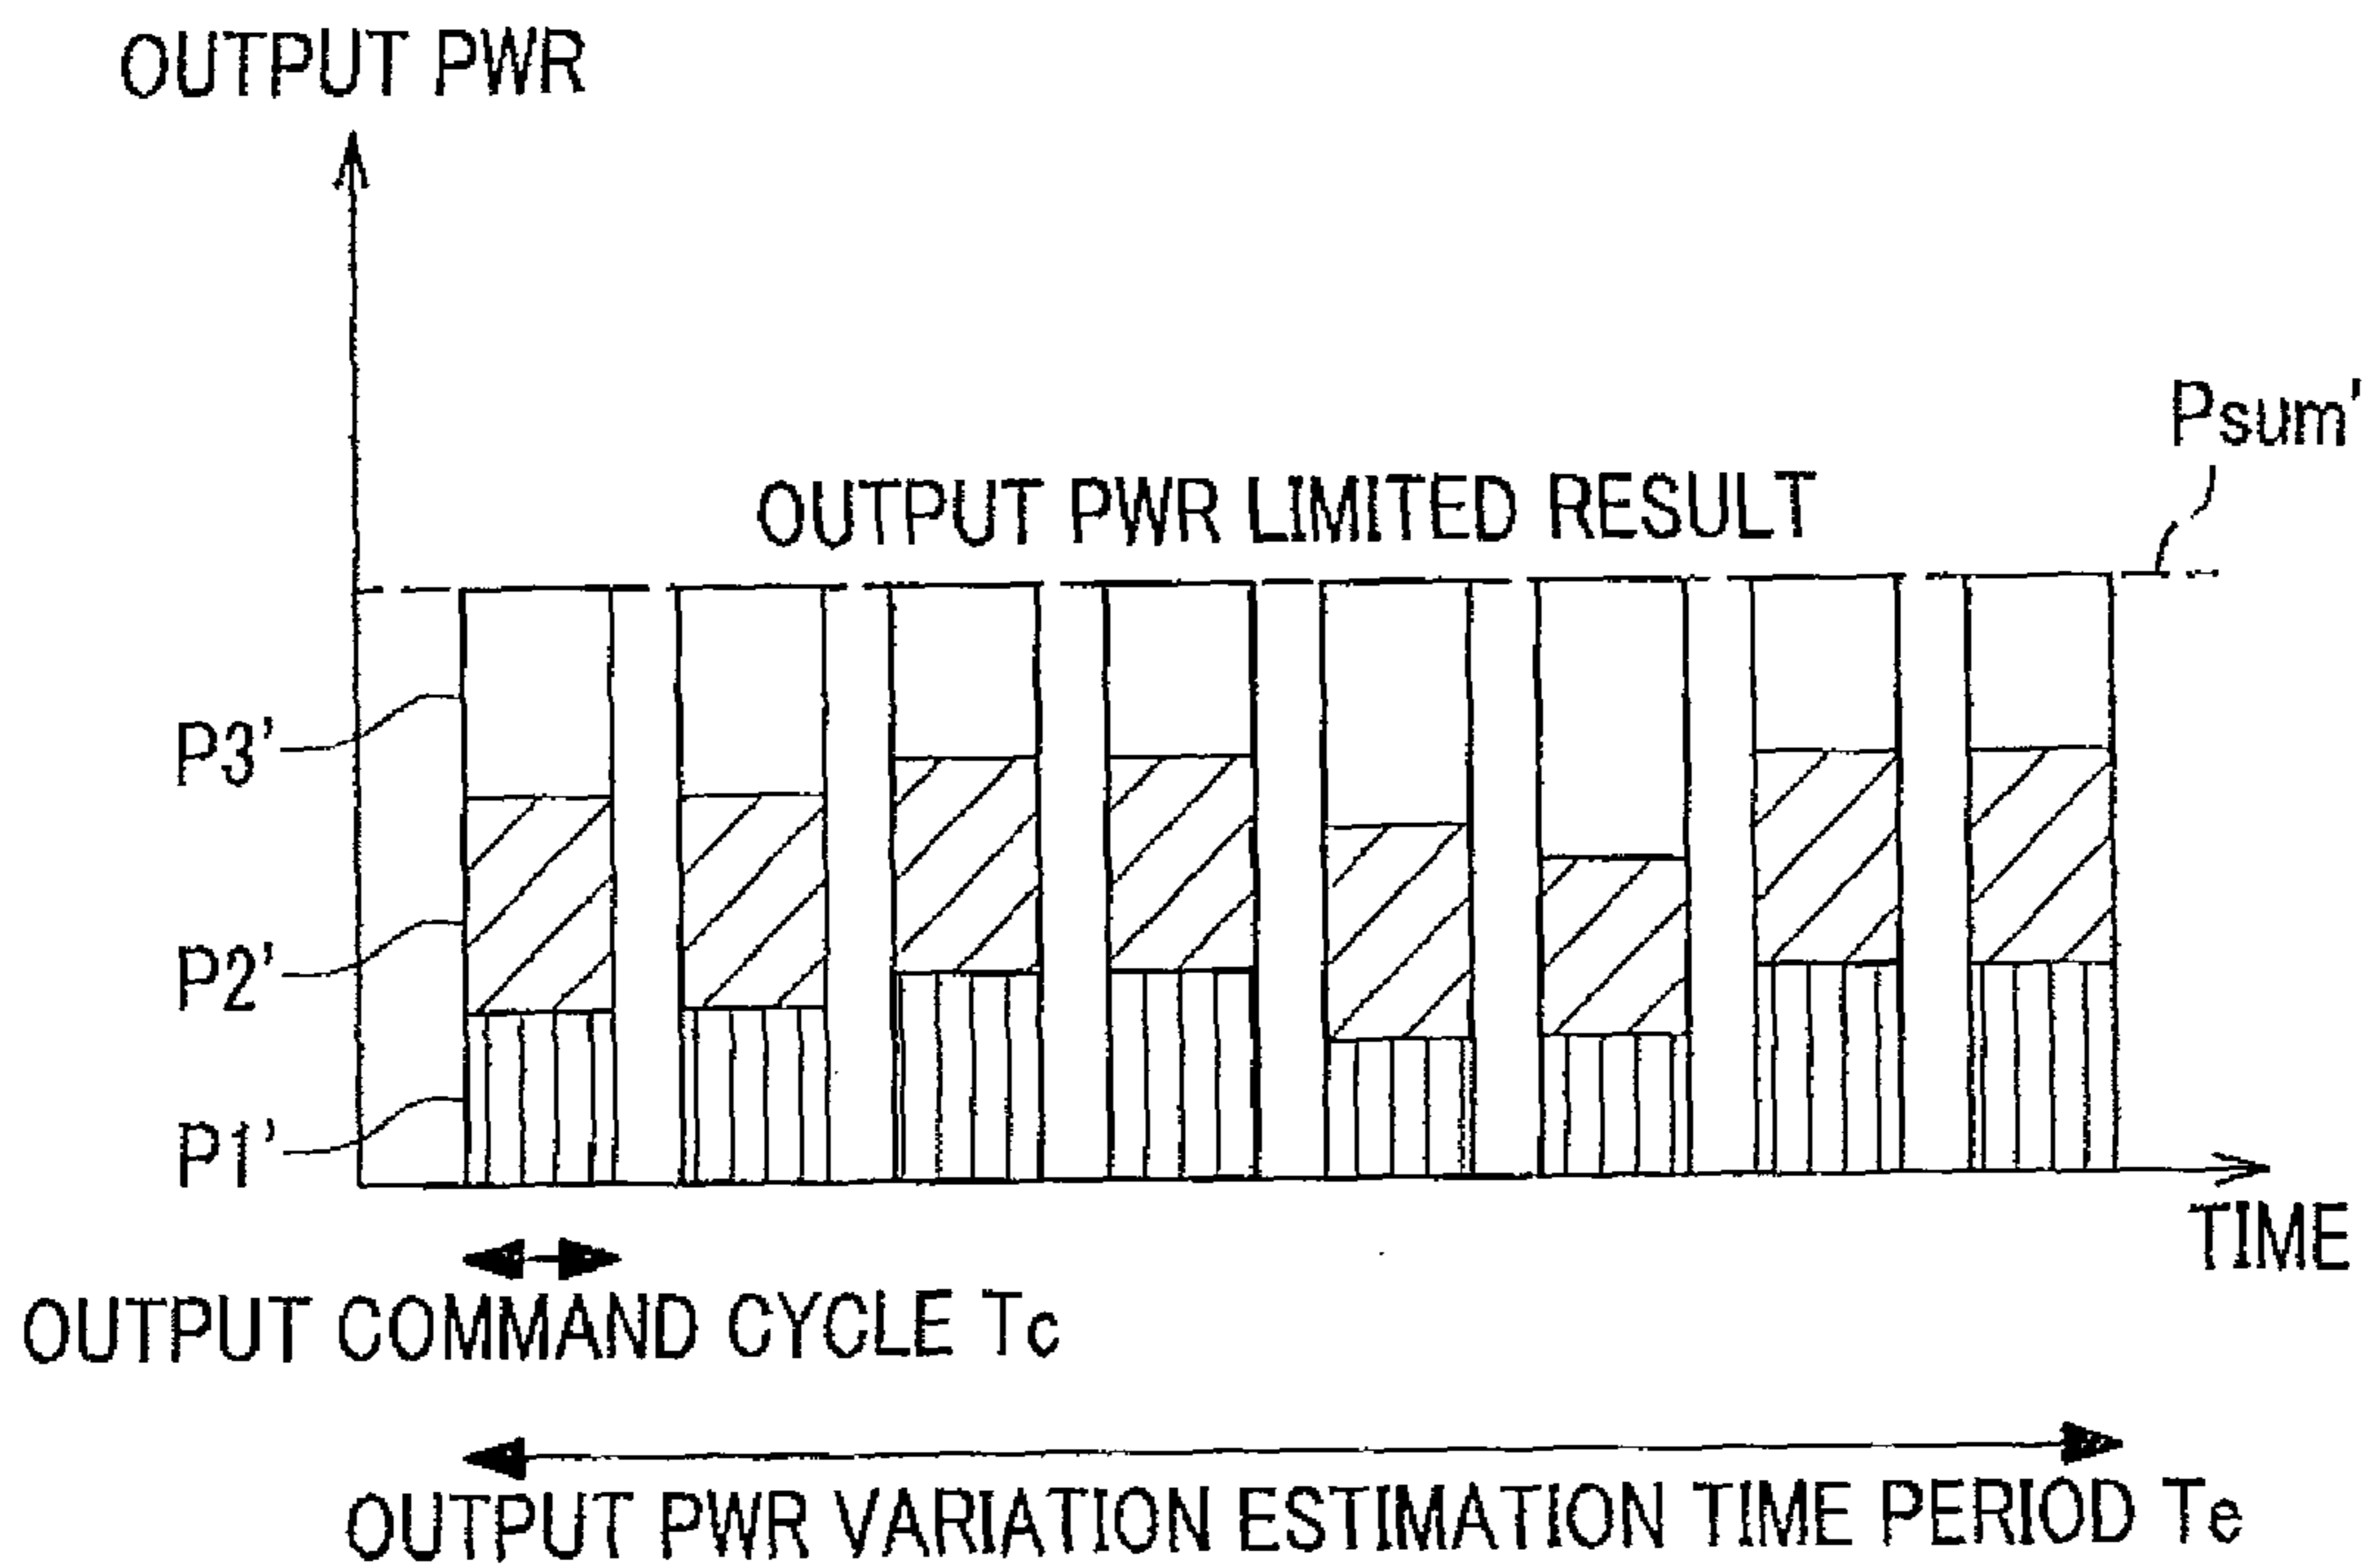 OUTPUT PWR
Psum'
OUTPUT PWR LIMITED RESULT
P3'
P2'
P1'
TIME
OUTPUT COMMAND CYCLE Tc
OUTPUT PWR VARIATION ESTIMATION TIME PERIOD Te